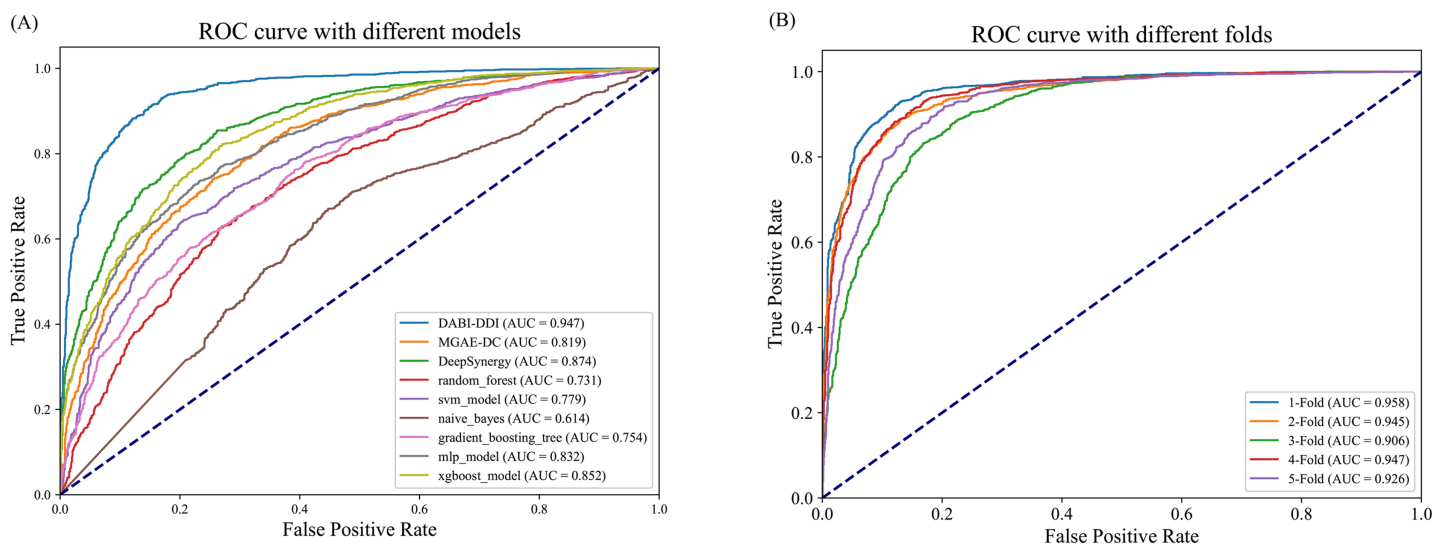 (A)
ROC curve with different models
True Positive Rate
1.0
0.8
0.6
0.4
0.2
0.0
DABI-DDI (AUC = 0.947)
MGAE-DC (AUC = 0.819)
DeepSynergy (AUC = 0.874)
random_forest (AUC = 0.731)
svm_model (AUC = 0.779)
naive_bayes (AUC = 0.614)
gradient_boosting_tree (AUC = 0.754)
mlp_model (AUC = 0.832)
xgboost_model (AUC = 0.852)
0.0 0.2 0.4 0.6 0.8 1.0
False Positive Rate
(B)
ROC curve with different folds
True Positive Rate
1.0
0.8
0.6
0.4
0.2
0.0
1-Fold (AUC = 0.958)
2-Fold (AUC = 0.945)
3-Fold (AUC = 0.906)
4-Fold (AUC = 0.947)
5-Fold (AUC = 0.926)
0.0 0.2 0.4 0.6 0.8 1.0
False Positive Rate